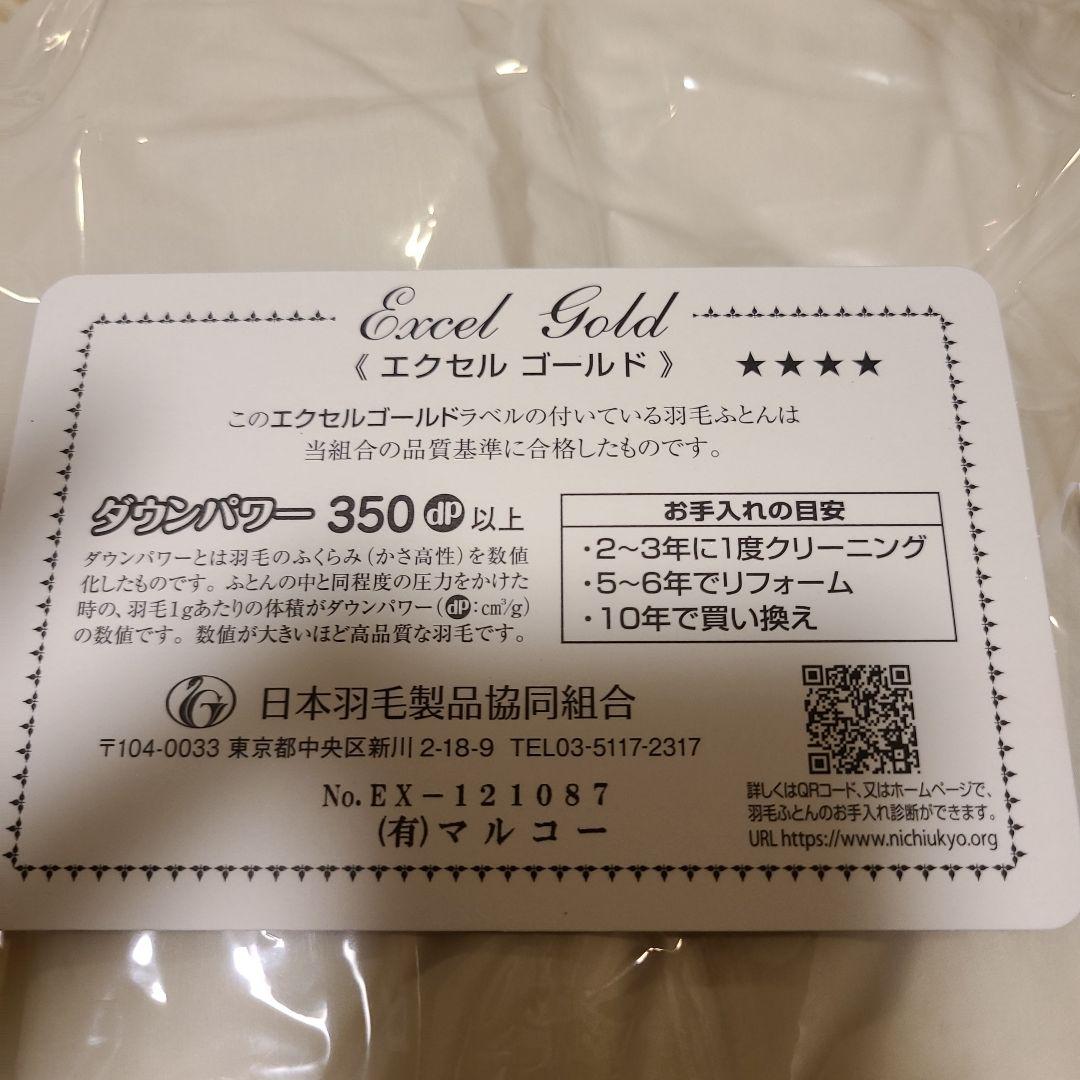 Excel Gold
《エクセル ゴールド》 ★★★★
このエクセルゴールドラベルの付いている羽毛ふとんは
当組合の品質基準に合格したものです。
ダウンパワー 350 dp 以上
ダウンパワーとは羽毛のふくらみ(かさ高性)を数値
化したものです。ふとんの中と同程度の圧力をかけた
時の、羽毛1gあたりの体積がダウンパワー(dp:cm³/g)
の数値です。数値が大きいほど高品質な羽毛です。
お手入れの目安
・2～3年に1度クリーニング
・5～6年でリフォーム
・10年で買い換え
G 日本羽毛製品協同組合
〒104-0033 東京都中央区新川 2-18-9 TEL03-5117-2317
No.EX－121087
(有)マルコー
詳しくはQRコード、又はホームページで、
羽毛ふとんのお手入れ診断ができます。
URL https://www.nichiukyo.org